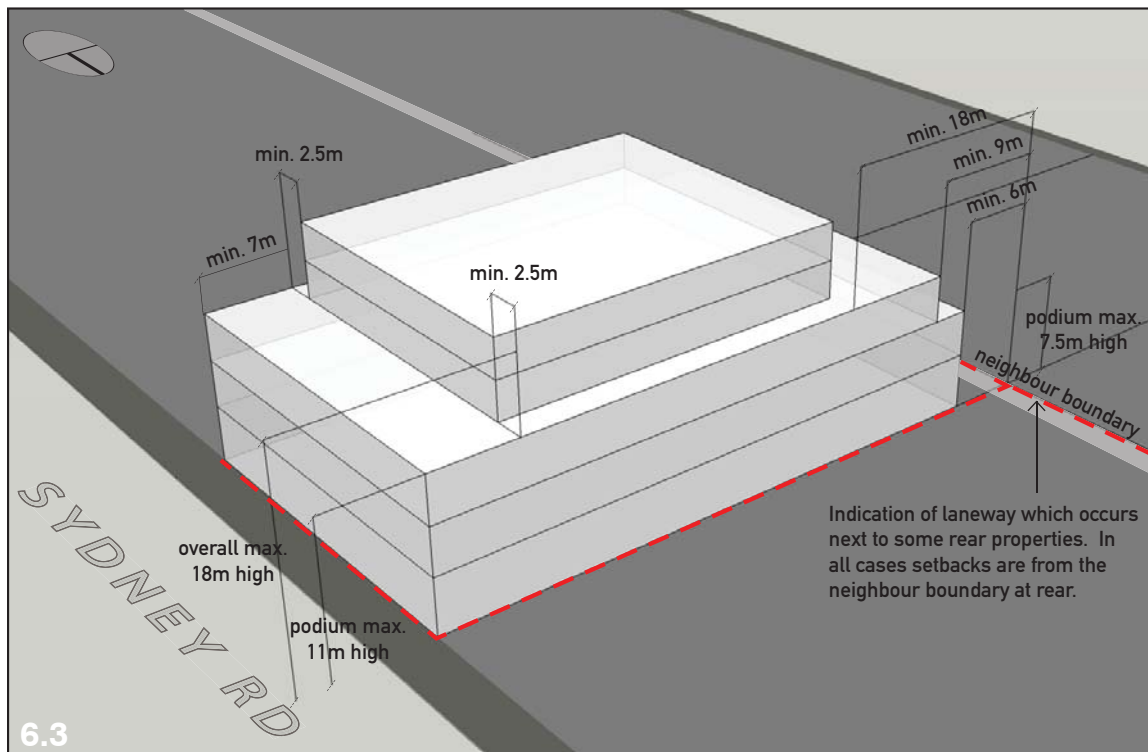 min. 18m
min. 2.5m
min. 9m
min. 6m
min. 7m
min. 2.5m
podium max.
7.5m high
neighbour boundary
Indication of laneway which occurs
next to some rear properties. In
all cases setbacks are from the
neighbour boundary at rear.
overall max.
18m high
podium max.
11m high
SYDNEY RD
6.3